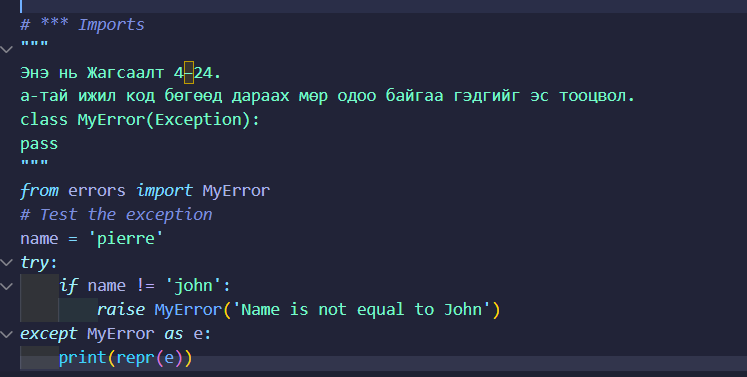 # *** Imports
"""
Энэ нь Жагсаалт 4–24.
а-тай ижил код бөгөөд дараах мөр одоо байгаа гэдгийг эс тооцвол.
class MyError(Exception):
pass
"""
from errors import MyError
# Test the exception
name = 'pierre'
try:
    if name != 'john':
        raise MyError('Name is not equal to John')
except MyError as e:
    print(repr(e))